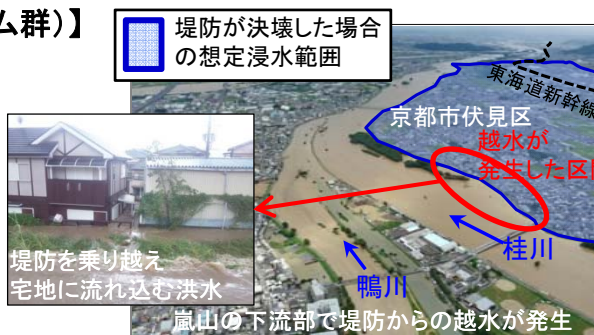 ム群)】
堤防が決壊した場合
の想定浸水範囲
東海道新幹線
京都市伏見区
越水が
発生した区
堤防を乗り越え
宅地に流れ込む洪水
桂川
鴨川
嵐山の下流部で堤防からの越水が発生